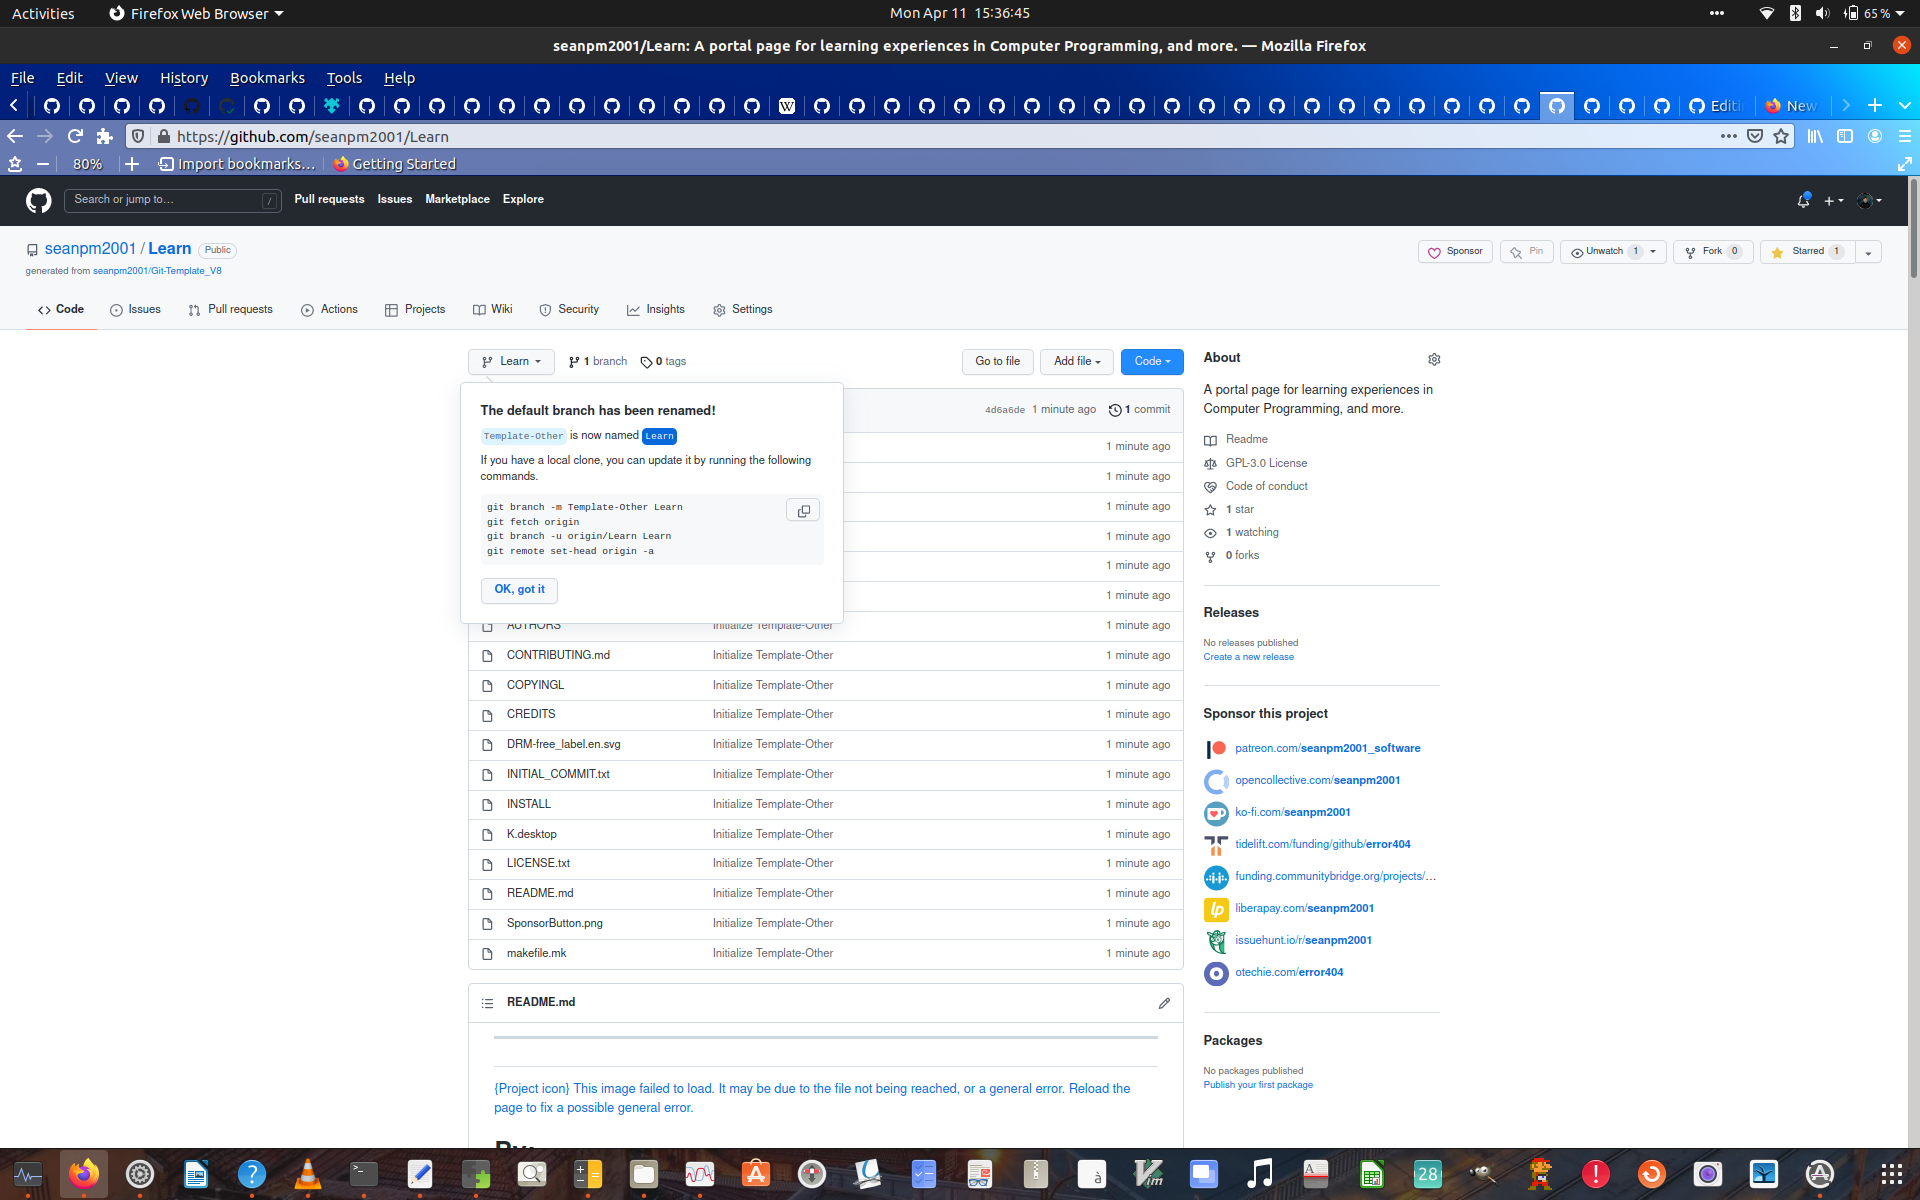 Activities
Firefox Web Browser
Mon Apr 11 15:36:45
65 %
seanpm2001/Learn: A portal page for learning experiences in Computer Programming, and more. — Mozilla Firefox
File Edit View History Bookmarks Tools Help
W
Editi
New
https://github.com/seanpm2001/Learn
80%
Import bookmarks...
Getting Started
Search or jump to...
/
Pull requests Issues Marketplace Explore
seanpm2001 / Learn Public
generated from seanpm2001/Git-Template_V8
Sponsor
Pin
Unwatch 1
Fork 0
Starred 1
Code
Issues
Pull requests
Actions
Projects
Wiki
Security
Insights
Settings
Learn
1 branch
0 tags
Go to file
Add file
Code
The default branch has been renamed!
Template-Other is now named Learn
If you have a local clone, you can update it by running the following
commands.
git branch -m Template-Other Learn
git fetch origin
git branch -u origin/Learn Learn
git remote set-head origin -a
OK, got it
4d6a6de 1 minute ago 1 commit
1 minute ago
1 minute ago
1 minute ago
1 minute ago
1 minute ago
1 minute ago
AUTHORS Initialize Template-Other 1 minute ago
CONTRIBUTING.md Initialize Template-Other 1 minute ago
COPYINGL Initialize Template-Other 1 minute ago
CREDITS Initialize Template-Other 1 minute ago
DRM-free_label.en.svg Initialize Template-Other 1 minute ago
INITIAL_COMMIT.txt Initialize Template-Other 1 minute ago
INSTALL Initialize Template-Other 1 minute ago
K.desktop Initialize Template-Other 1 minute ago
LICENSE.txt Initialize Template-Other 1 minute ago
README.md Initialize Template-Other 1 minute ago
SponsorButton.png Initialize Template-Other 1 minute ago
makefile.mk Initialize Template-Other 1 minute ago
README.md
{Project icon} This image failed to load. It may be due to the file not being reached, or a general error. Reload the
page to fix a possible general error.
About
A portal page for learning experiences in
Computer Programming, and more.
Readme
GPL-3.0 License
Code of conduct
1 star
1 watching
0 forks
Releases
No releases published
Create a new release
Sponsor this project
patreon.com/seanpm2001_software
opencollective.com/seanpm2001
ko-fi.com/seanpm2001
tidelift.com/funding/github/error404
funding.communitybridge.org/projects/...
lp liberapay.com/seanpm2001
issuehunt.io/r/seanpm2001
otechie.com/error404
Packages
No packages published
Publish your first package
28